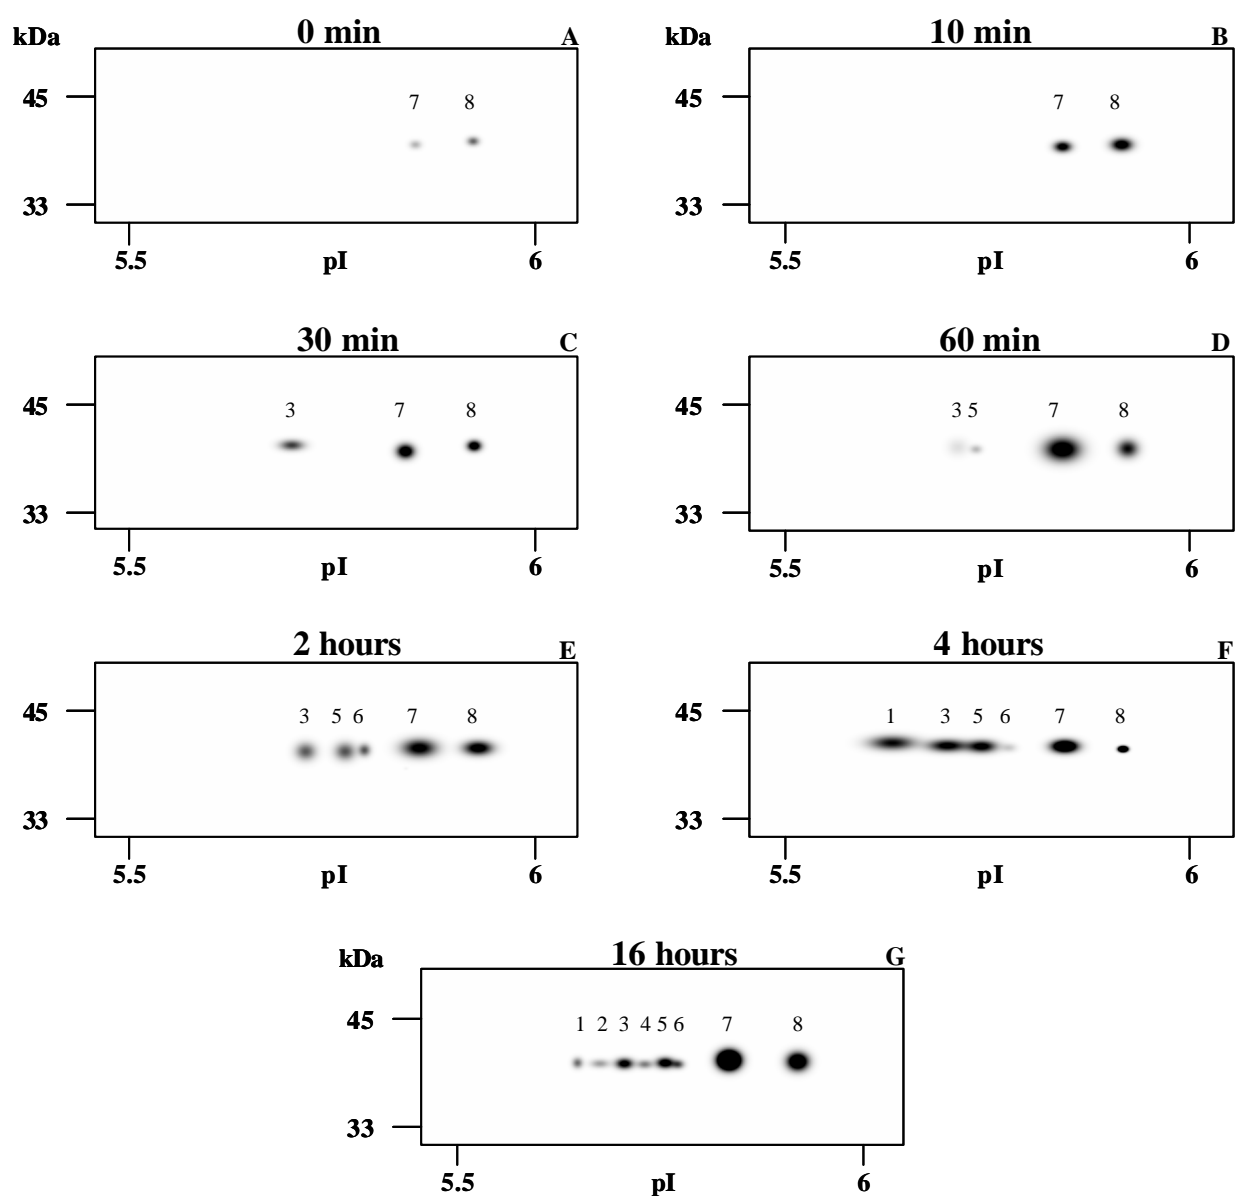 kDa 0 min A
45 7 8
33
5.5 pI 6
kDa 10 min B
45 7 8
33
5.5 pI 6
30 min C
45 3 7 8
33
5.5 pI 6
60 min D
45 3 5 7 8
33
5.5 pI 6
2 hours E
45 3 5 6 7 8
33
5.5 pI 6
4 hours F
45 1 3 5 6 7 8
33
5.5 pI 6
kDa 16 hours G
45 1 2 3 4 5 6 7 8
33
5.5 pI 6